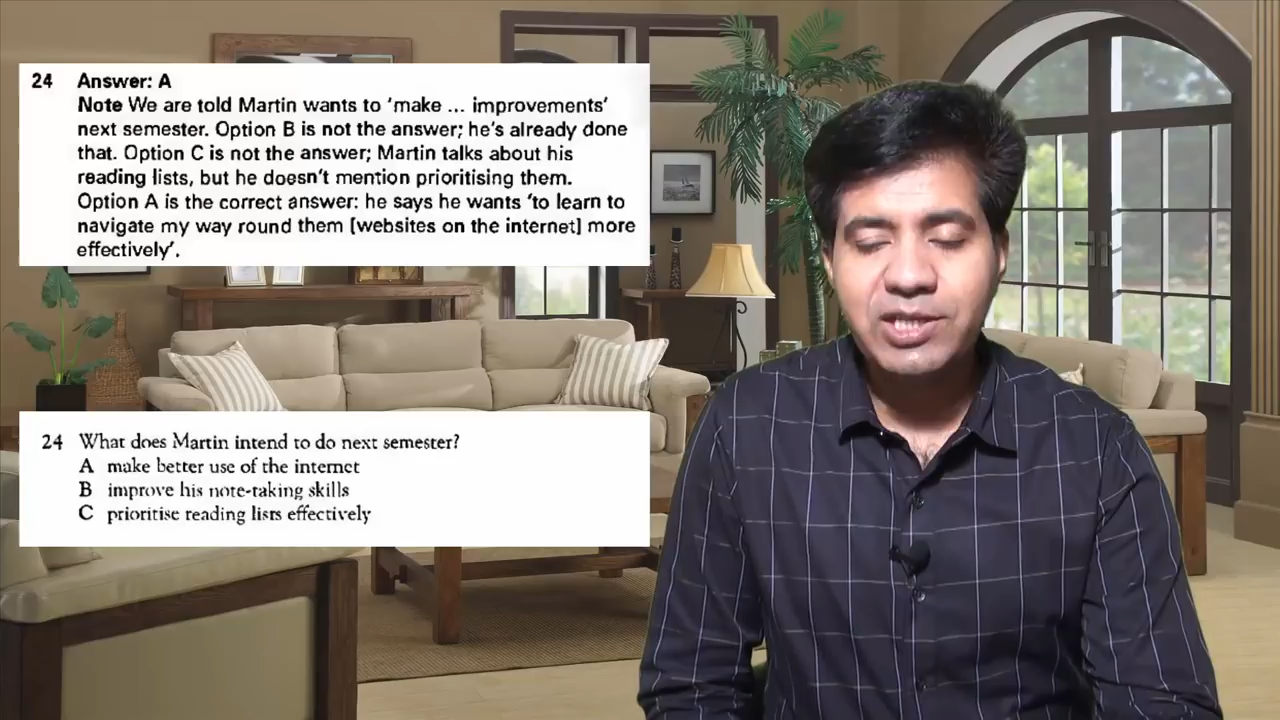 24 Answer: A
Note We are told Martin wants to 'make ... improvements'
next semester. Option B is not the answer; he's already done
that. Option C is not the answer; Martin talks about his
reading lists, but he doesn't mention prioritising them.
Option A is the correct answer: he says he wants 'to learn to
navigate my way round them [websites on the internet] more
effectively'.
24 What does Martin intend to do next semester?
A make better use of the internet
B improve his note-taking skills
C prioritise reading lists effectively